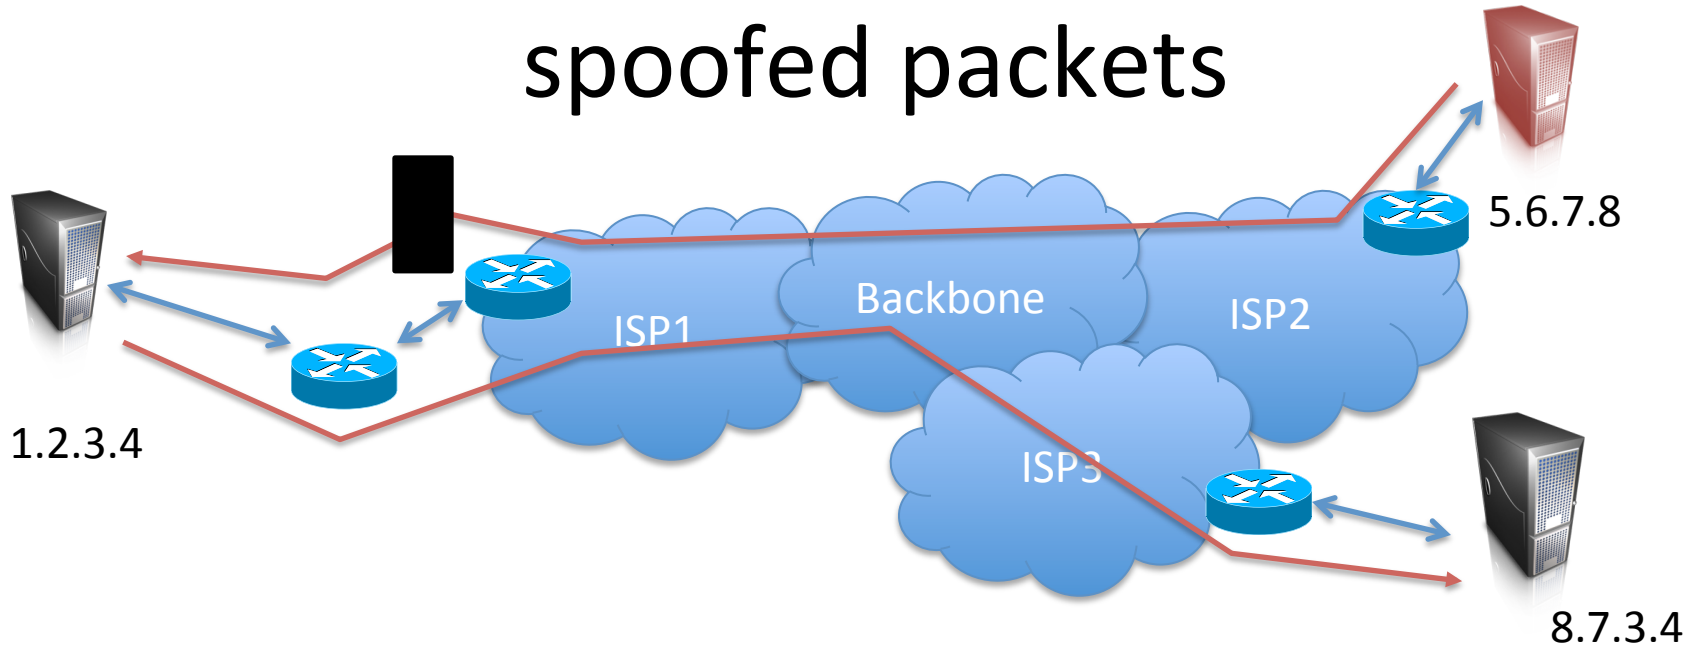 spoofed packets
5.6.7.8
Backbone
ISP1
ISP2
1.2.3.4
ISP3
8.7.3.4